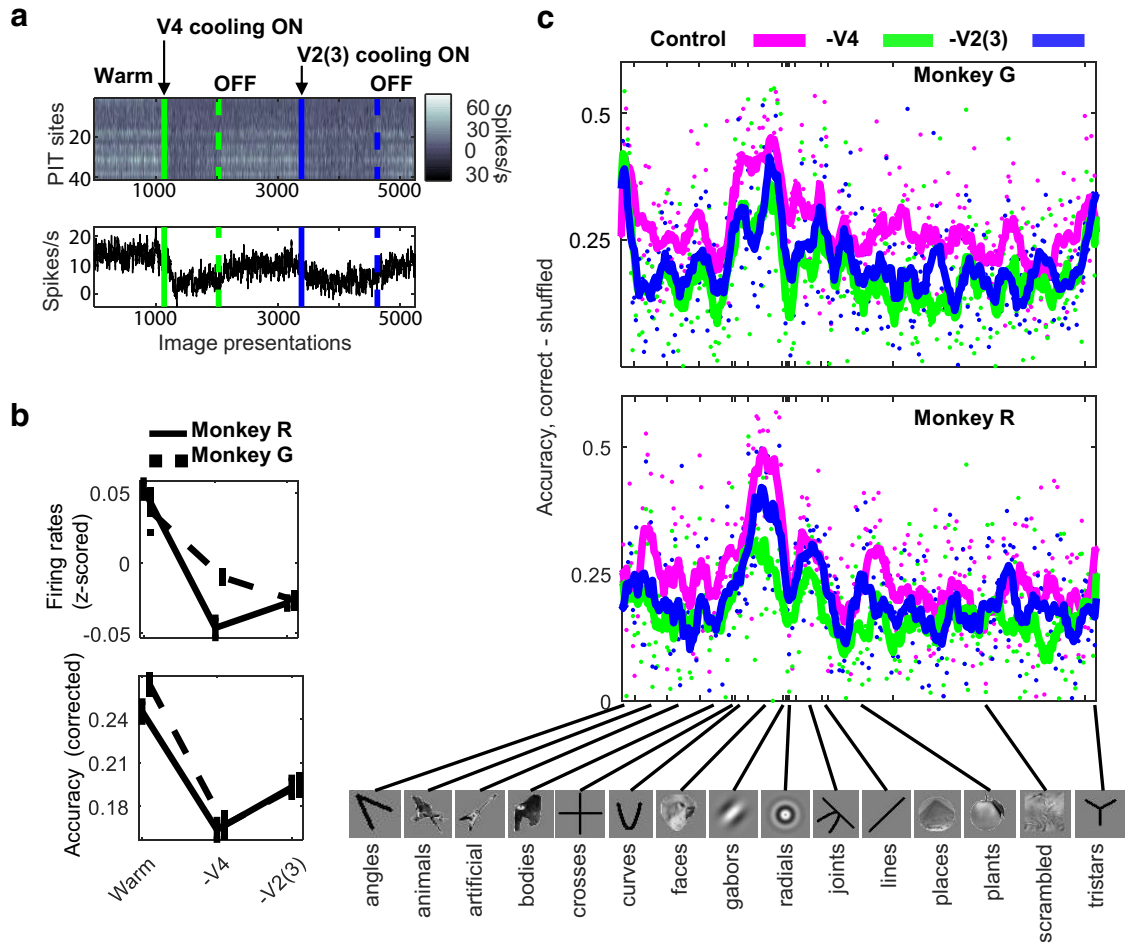 a
V4 cooling ON
V2(3) cooling ON
Warm
OFF
OFF
PIT sites
20
40
1000
3000
5000
60
30
0
30
Spikes/s
Spikes/s
20
10
0
1000
3000
5000
Image presentations
b
Monkey R
Monkey G
Firing rates
(z-scored)
0.05
0
-0.05
Accuracy (corrected)
0.24
0.18
Warm
-V4
-V2(3)
c
Control
-V4
-V2(3)
Monkey G
0.5
0.25
Accuracy, correct - shuffled
Monkey R
0.5
0.25
0
angles
animals
artificial
bodies
crosses
curves
faces
gabors
radials
joints
lines
places
plants
scrambled
tristars